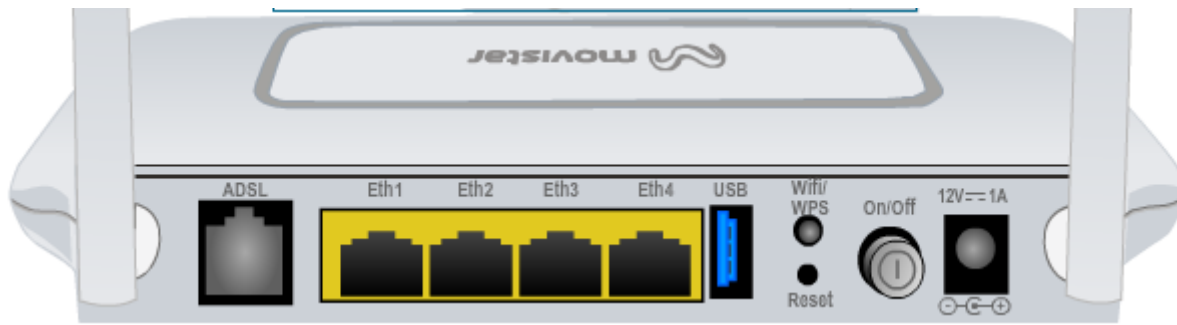 movistar
ADSL
Eth1
Eth2
Eth3
Eth4
USB
Wifi/
WPS
On/Off
12V⎓1A
Reset